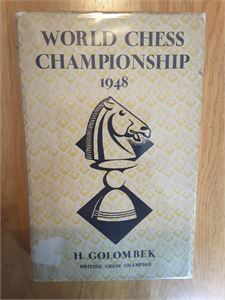 WORLD CHESS
CHAMPIONSHIP
1948
H. GOLOMBEK
BRITISH CHESS CHAMPION